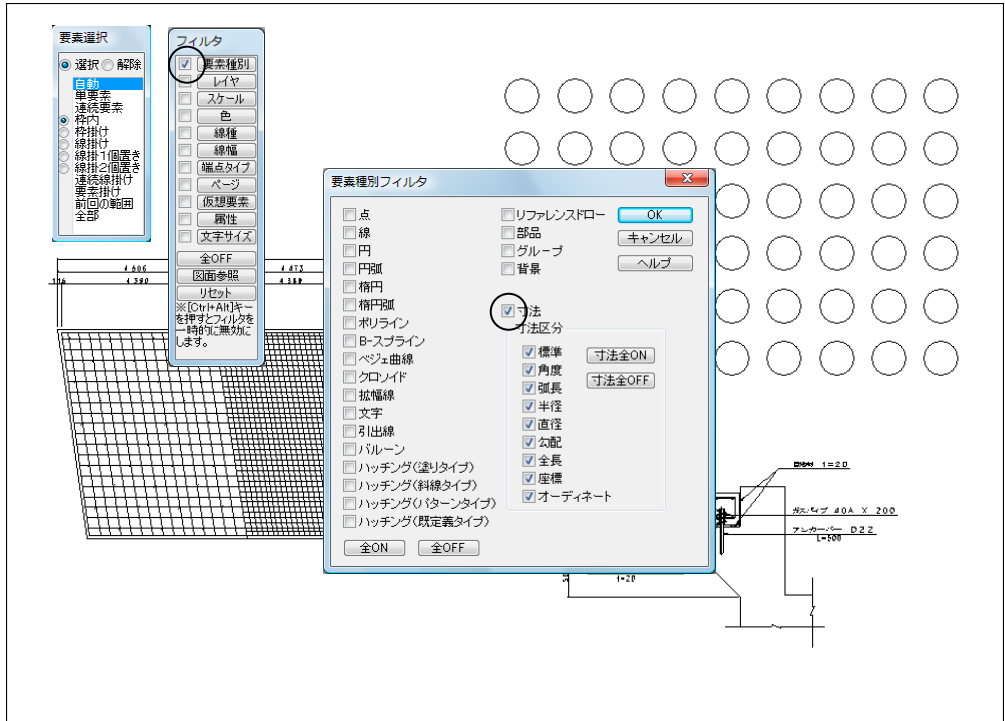 要素選択
選択 解除
自動
単要素
連続要素
枠内
枠掛け
線掛け
線掛1個置き
線掛2個置き
連続線掛け
要素掛け
前回の範囲
全部
フィルタ
要素種別
レイヤ
スケール
色
線種
線幅
端点タイプ
ページ
仮想要素
属性
文字サイズ
全OFF
図面参照
リセット
※[Ctrl+Alt]キー
を押すとフィルタを
一時的に無効に
します。
要素種別フィルタ
点
線
円
円弧
楕円
楕円弧
ポリライン
B-スプライン
ベジェ曲線
クロソイド
拡幅線
文字
引出線
バルーン
ハッチング(塗りタイプ)
ハッチング(斜線タイプ)
ハッチング(パターンタイプ)
ハッチング(既定義タイプ)
全ON 全OFF
リファレンスドロー
部品
グループ
背景
寸法
寸法区分
標準
角度
弧長
半径
直径
勾配
全長
座標
オーディネート
OK
キャンセル
ヘルプ
寸法全ON
寸法全OFF
4 606 4 473
116 4 390
1=20
ガスパイプ 40A X 200
アンカーバー D22
L=500
1=20